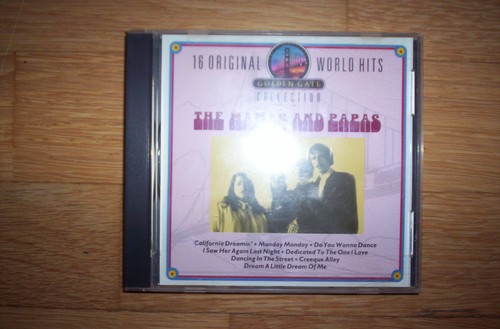 16 ORIGINAL WORLD HITS
GOLDEN GATE
COLLECTION
THE MAMAS AND PAPAS
California Dreamin' • Monday Monday • Do You Wanna Dance
I Saw Her Again Last Night • Dedicated To The One I Love
Dancing In The Street • Creeque Alley
Dream A Little Dream Of Me